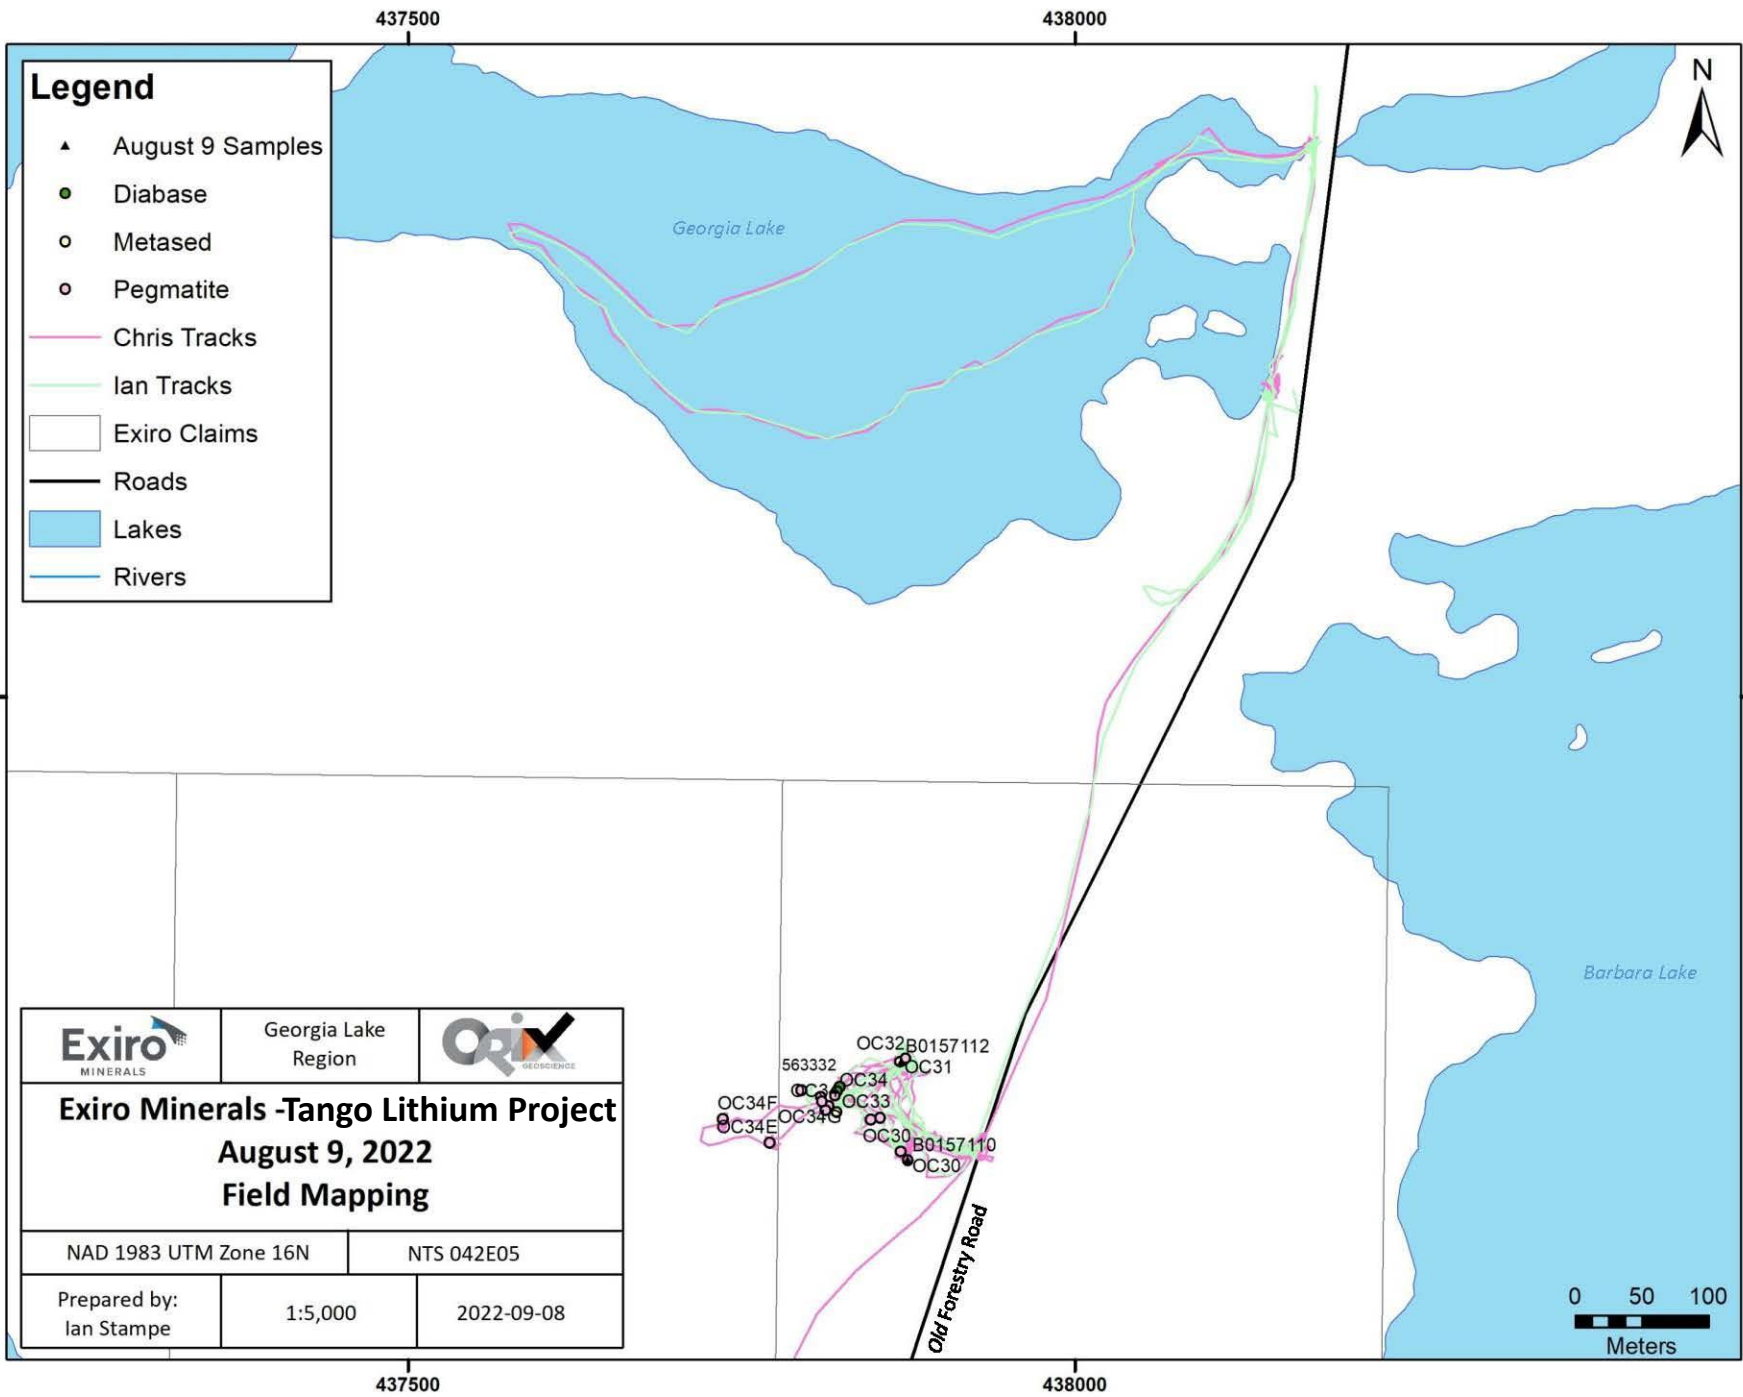 437500
438000
Legend
August 9 Samples
Diabase
Metased
Pegmatite
Chris Tracks
Ian Tracks
Exiro Claims
Roads
Lakes
Rivers
N
Georgia Lake
Barbara Lake
OC32
B0157112
OC31
563332
OC34
OC33
OC34F
OC34G
OC34E
OC30
B0157110
OC30
Old Forestry Road
Exiro
MINERALS
Georgia Lake
Region
ORIX
GEOSCIENCE
Exiro Minerals -Tango Lithium Project
August 9, 2022
Field Mapping
NAD 1983 UTM Zone 16N
NTS 042E05
Prepared by:
Ian Stampe
1:5,000
2022-09-08
0 50 100
Meters
437500
438000